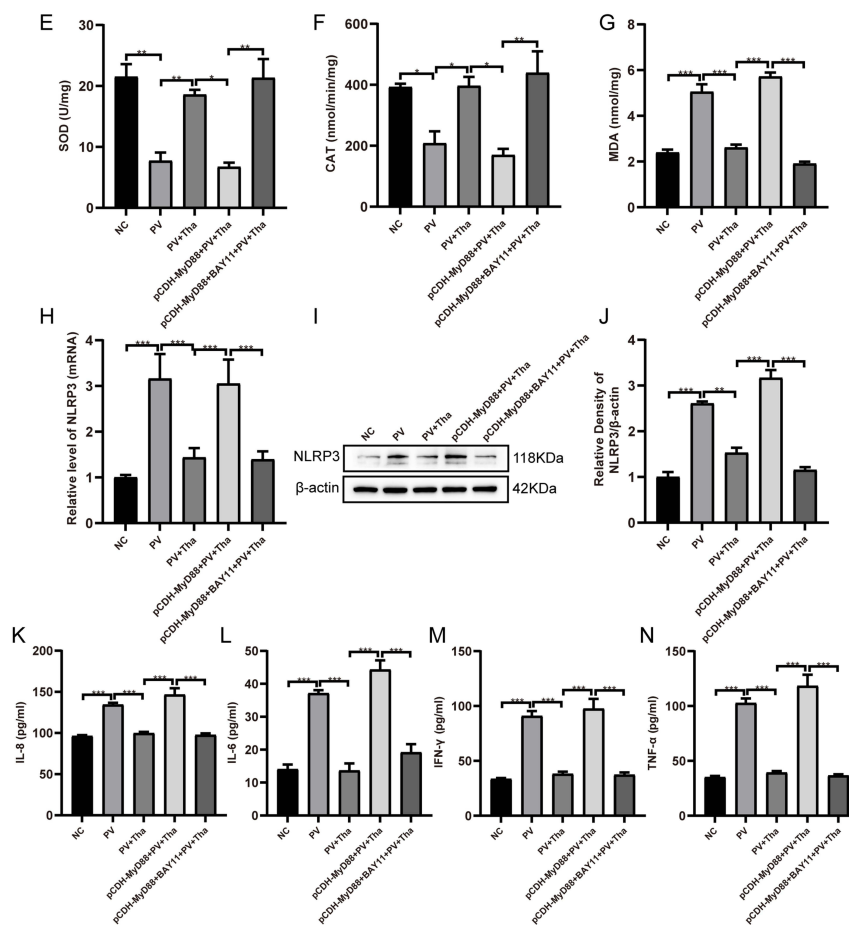 E
SOD (U/mg)
30
20
10
0
**
**
*
**
NC
PV
PV+Tha
pCDH-MyD88+PV+Tha
pCDH-MyD88+BAY11+PV+Tha
F
CAT (nmol/min/mg)
600
400
200
0
*
*
*
**
NC
PV
PV+Tha
pCDH-MyD88+PV+Tha
pCDH-MyD88+BAY11+PV+Tha
G
MDA (nmol/mg)
8
6
4
2
0
***
***
***
***
NC
PV
PV+Tha
pCDH-MyD88+PV+Tha
pCDH-MyD88+BAY11+PV+Tha
H
Relative level of NLRP3 (mRNA)
4
3
2
1
0
***
***
***
***
NC
PV
PV+Tha
pCDH-MyD88+PV+Tha
pCDH-MyD88+BAY11+PV+Tha
I
NC
PV
PV+Tha
pCDH-MyD88+PV+Tha
pCDH-MyD88+BAY11+PV+Tha
NLRP3 118KDa
β-actin 42KDa
J
Relative Density of
NLRP3/β-actin
4
3
2
1
0
***
**
***
***
NC
PV
PV+Tha
pCDH-MyD88+PV+Tha
pCDH-MyD88+BAY11+PV+Tha
K
IL-8 (pg/ml)
200
150
100
50
0
***
***
***
***
NC
PV
PV+Tha
pCDH-MyD88+PV+Tha
pCDH-MyD88+BAY11+PV+Tha
L
IL-6 (pg/ml)
50
40
30
20
10
0
***
***
***
***
NC
PV
PV+Tha
pCDH-MyD88+PV+Tha
pCDH-MyD88+BAY11+PV+Tha
M
IFN-γ (pg/ml)
150
100
50
0
***
***
***
***
NC
PV
PV+Tha
pCDH-MyD88+PV+Tha
pCDH-MyD88+BAY11+PV+Tha
N
TNF-α (pg/ml)
150
100
50
0
***
***
***
***
NC
PV
PV+Tha
pCDH-MyD88+PV+Tha
pCDH-MyD88+BAY11+PV+Tha